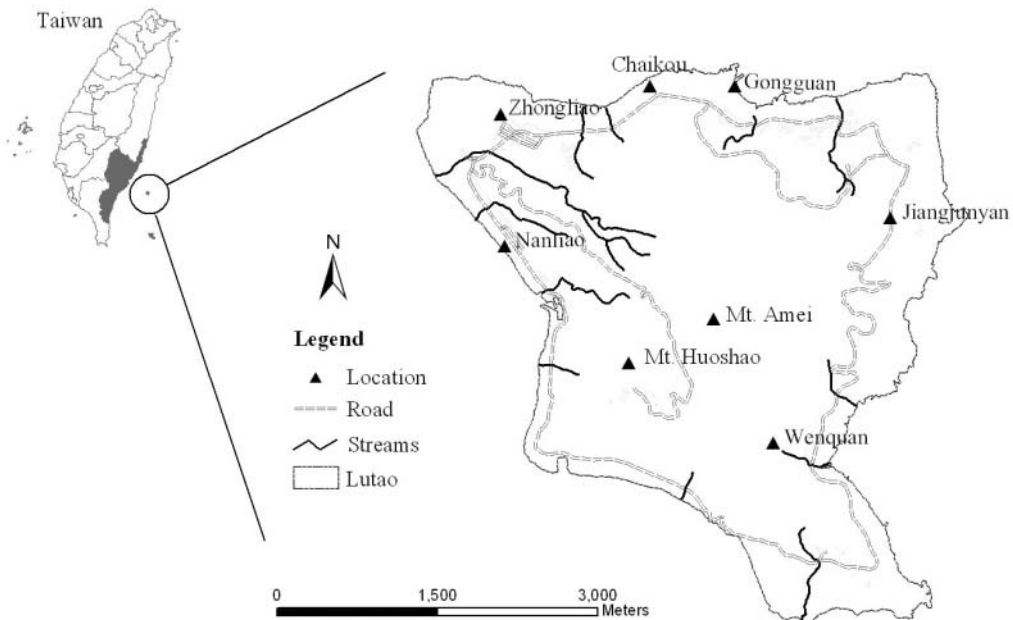 Taiwan
Chaikou
Gongguan
Zhongliao
Jiangjunyan
Nanliao
N
Mt. Amei
Legend
Mt. Huoshao
Location
Road
Streams
Wenquan
Lutao
0 1,500 3,000
Meters